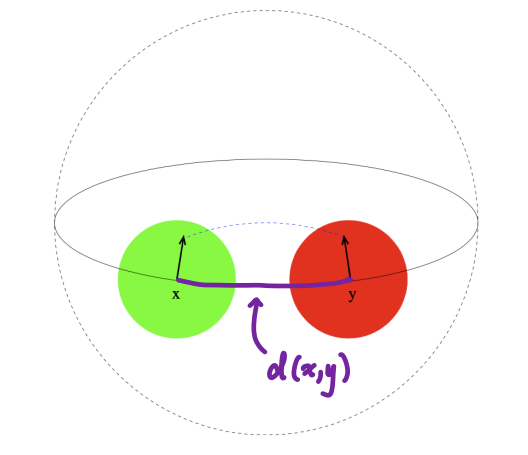 x y
d(x,y)